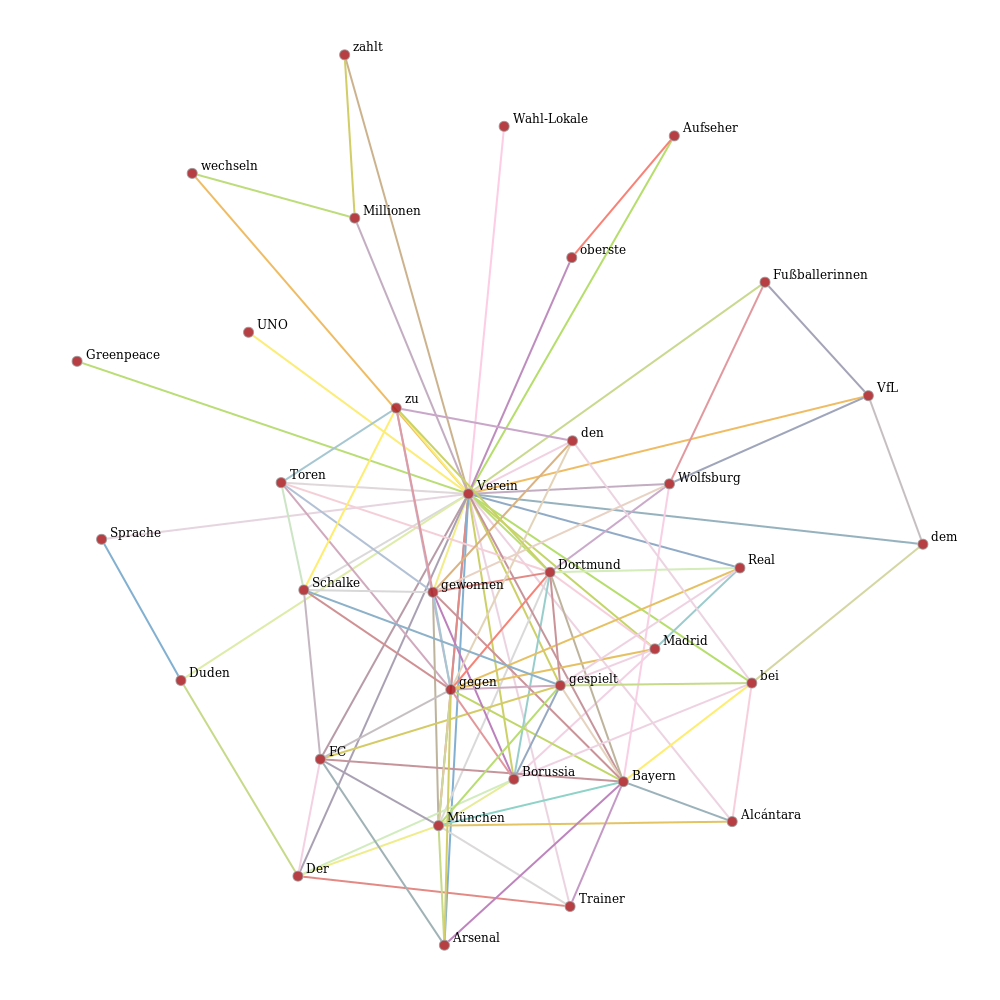 zahlt
Wahl-Lokale
Aufseher
wechseln
Millionen
oberste
Fußballerinnen
UNO
Greenpeace
VfL
zu
den
Toren
Verein
Wolfsburg
Sprache
dem
Dortmund
Real
Schalke
gewonnen
Madrid
Duden
gegen
gespielt
bei
FC
Borussia
Bayern
München
Alcántara
Der
Trainer
Arsenal